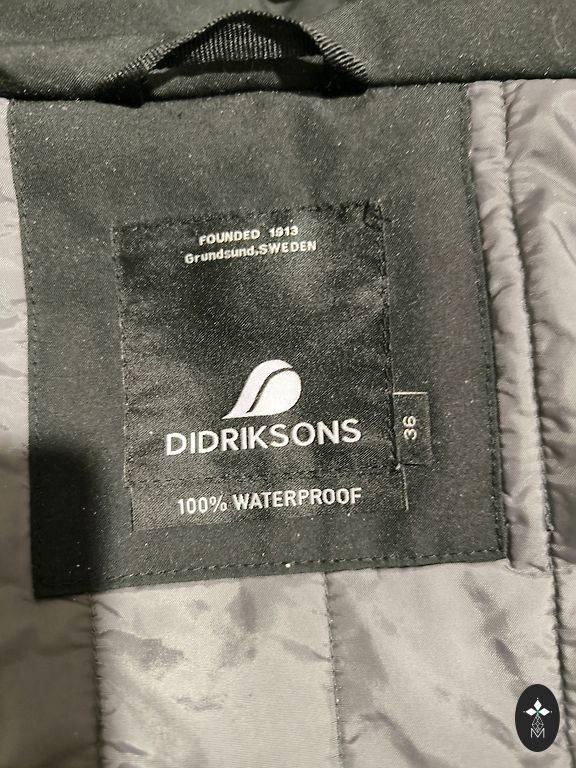 FOUNDED 1913
Grundsund,SWEDEN
DIDRIKSONS
36
100% WATERPROOF
M